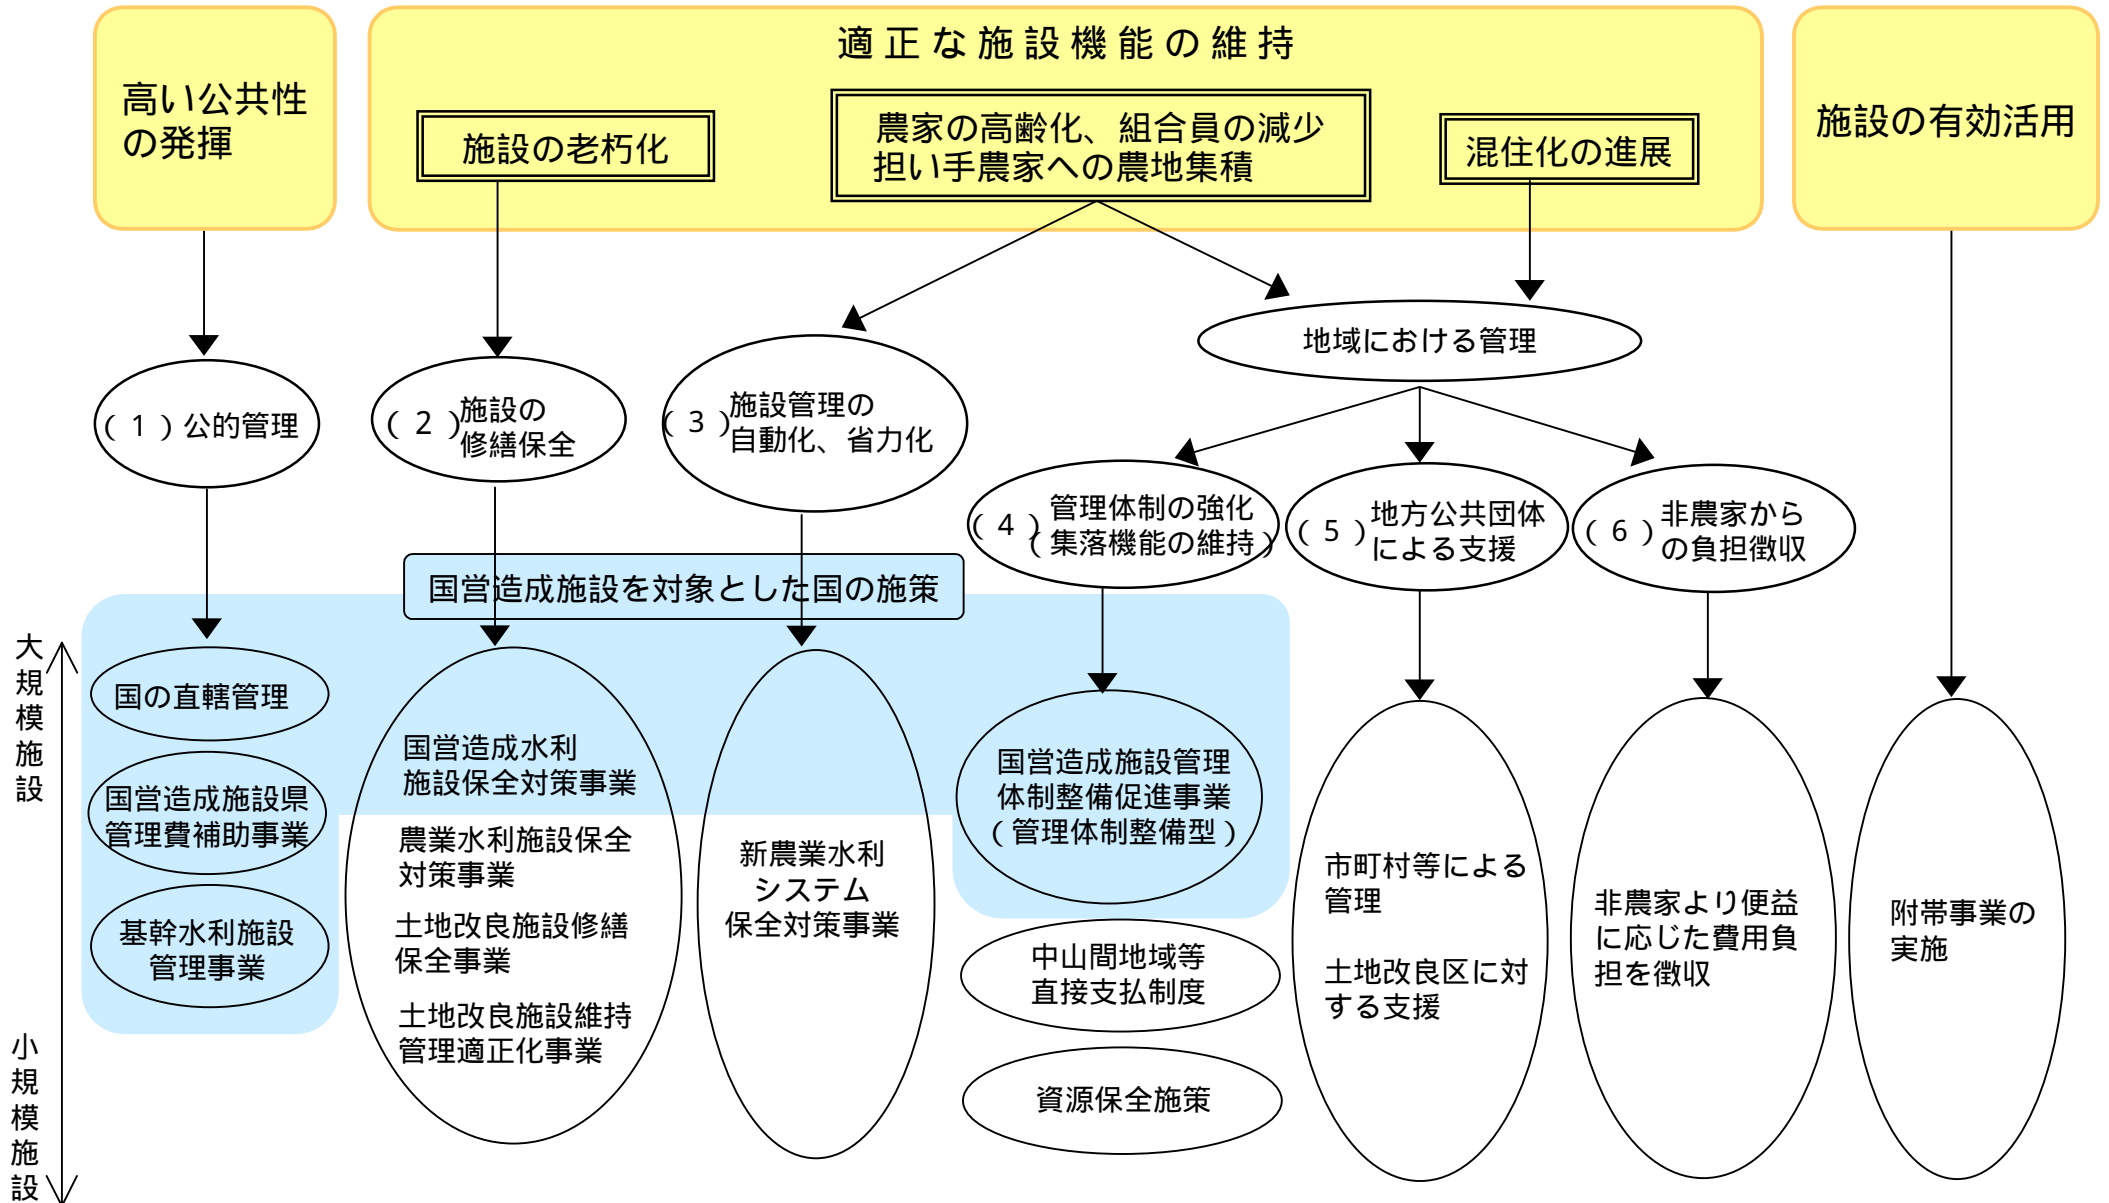 高い公共性
の発揮
適正な施設機能の維持
施設の老朽化
農家の高齢化、組合員の減少
担い手農家への農地集積
混住化の進展
施設の有効活用
地域における管理
(1)公的管理
(2)施設の
修繕保全
(3)施設管理の
自動化、省力化
(4)管理体制の強化
(集落機能の維持)
(5)地方公共団体
による支援
(6)非農家から
の負担徴収
国営造成施設を対象とした国の施策
大規模施設
小規模施設
国の直轄管理
国営造成施設県
管理費補助事業
基幹水利施設
管理事業
国営造成水利
施設保全対策事業
農業水利施設保全
対策事業
土地改良施設修繕
保全事業
土地改良施設維持
管理適正化事業
新農業水利
システム
保全対策事業
国営造成施設管理
体制整備促進事業
(管理体制整備型)
中山間地域等
直接支払制度
資源保全施策
市町村等による
管理
土地改良区に対
する支援
非農家より便益
に応じた費用負
担を徴収
附帯事業の
実施